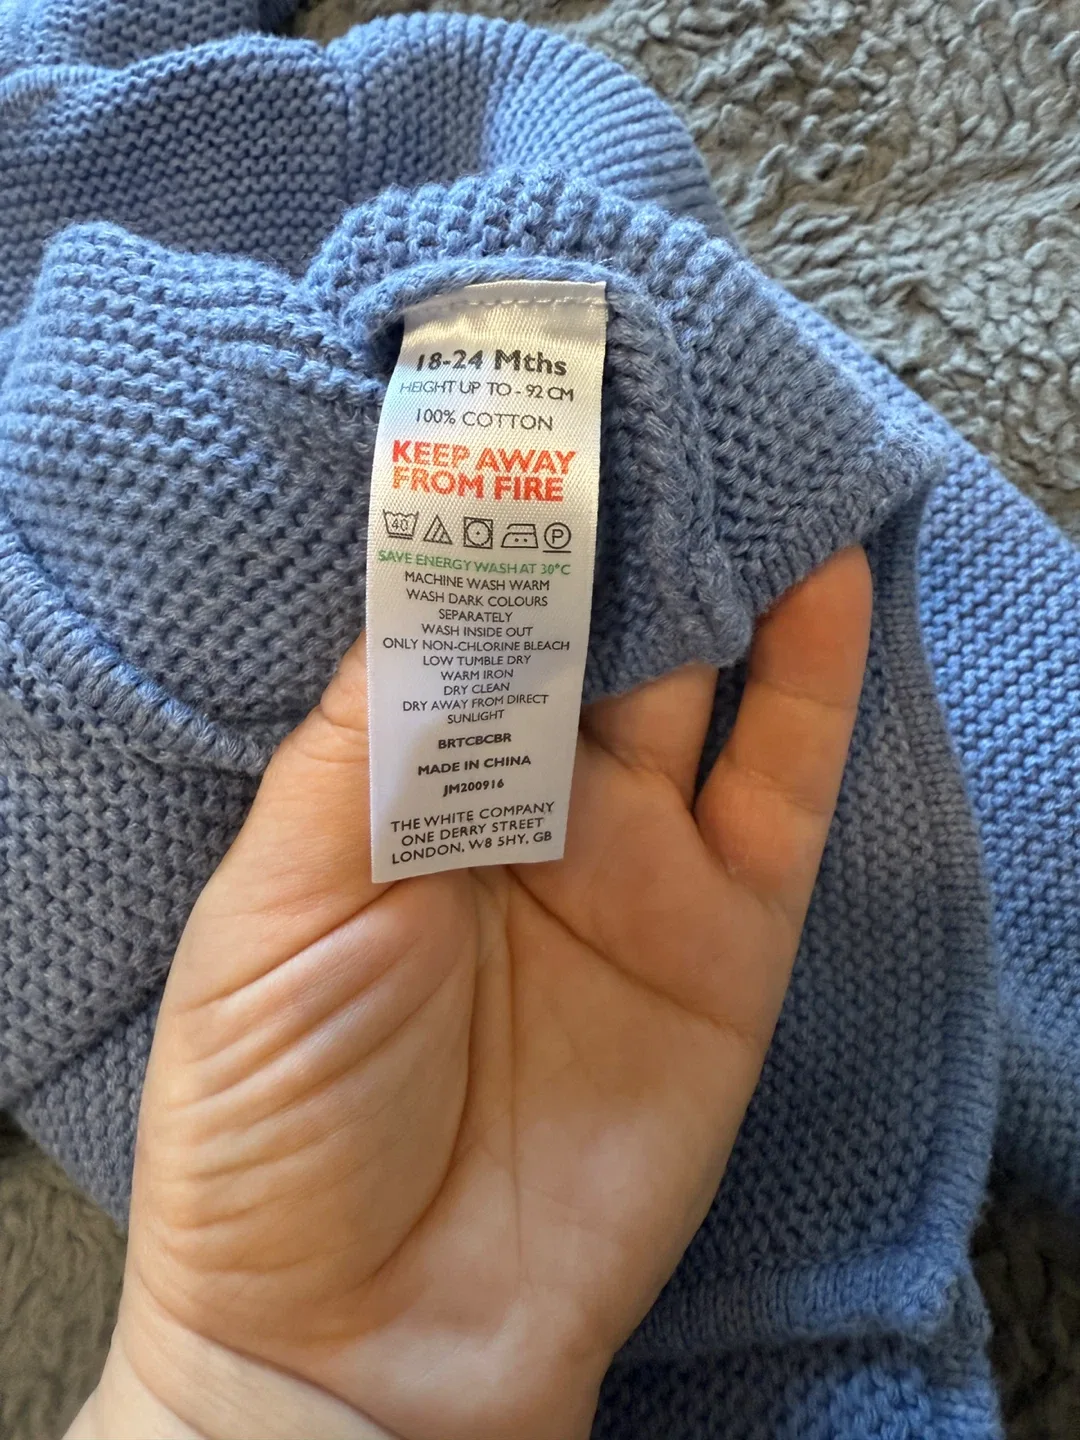 18-24 Mths
HEIGHT UP TO - 92 CM
100% COTTON
KEEP AWAY
FROM FIRE
40 P
SAVE ENERGY WASH AT 30°C
MACHINE WASH WARM
WASH DARK COLOURS
SEPARATELY
WASH INSIDE OUT
ONLY NON-CHLORINE BLEACH
LOW TUMBLE DRY
WARM IRON
DRY CLEAN
DRY AWAY FROM DIRECT
SUNLIGHT
BRTCBCBR
MADE IN CHINA
JM200916
THE WHITE COMPANY
ONE DERRY STREET
LONDON, W8 5HY, GB